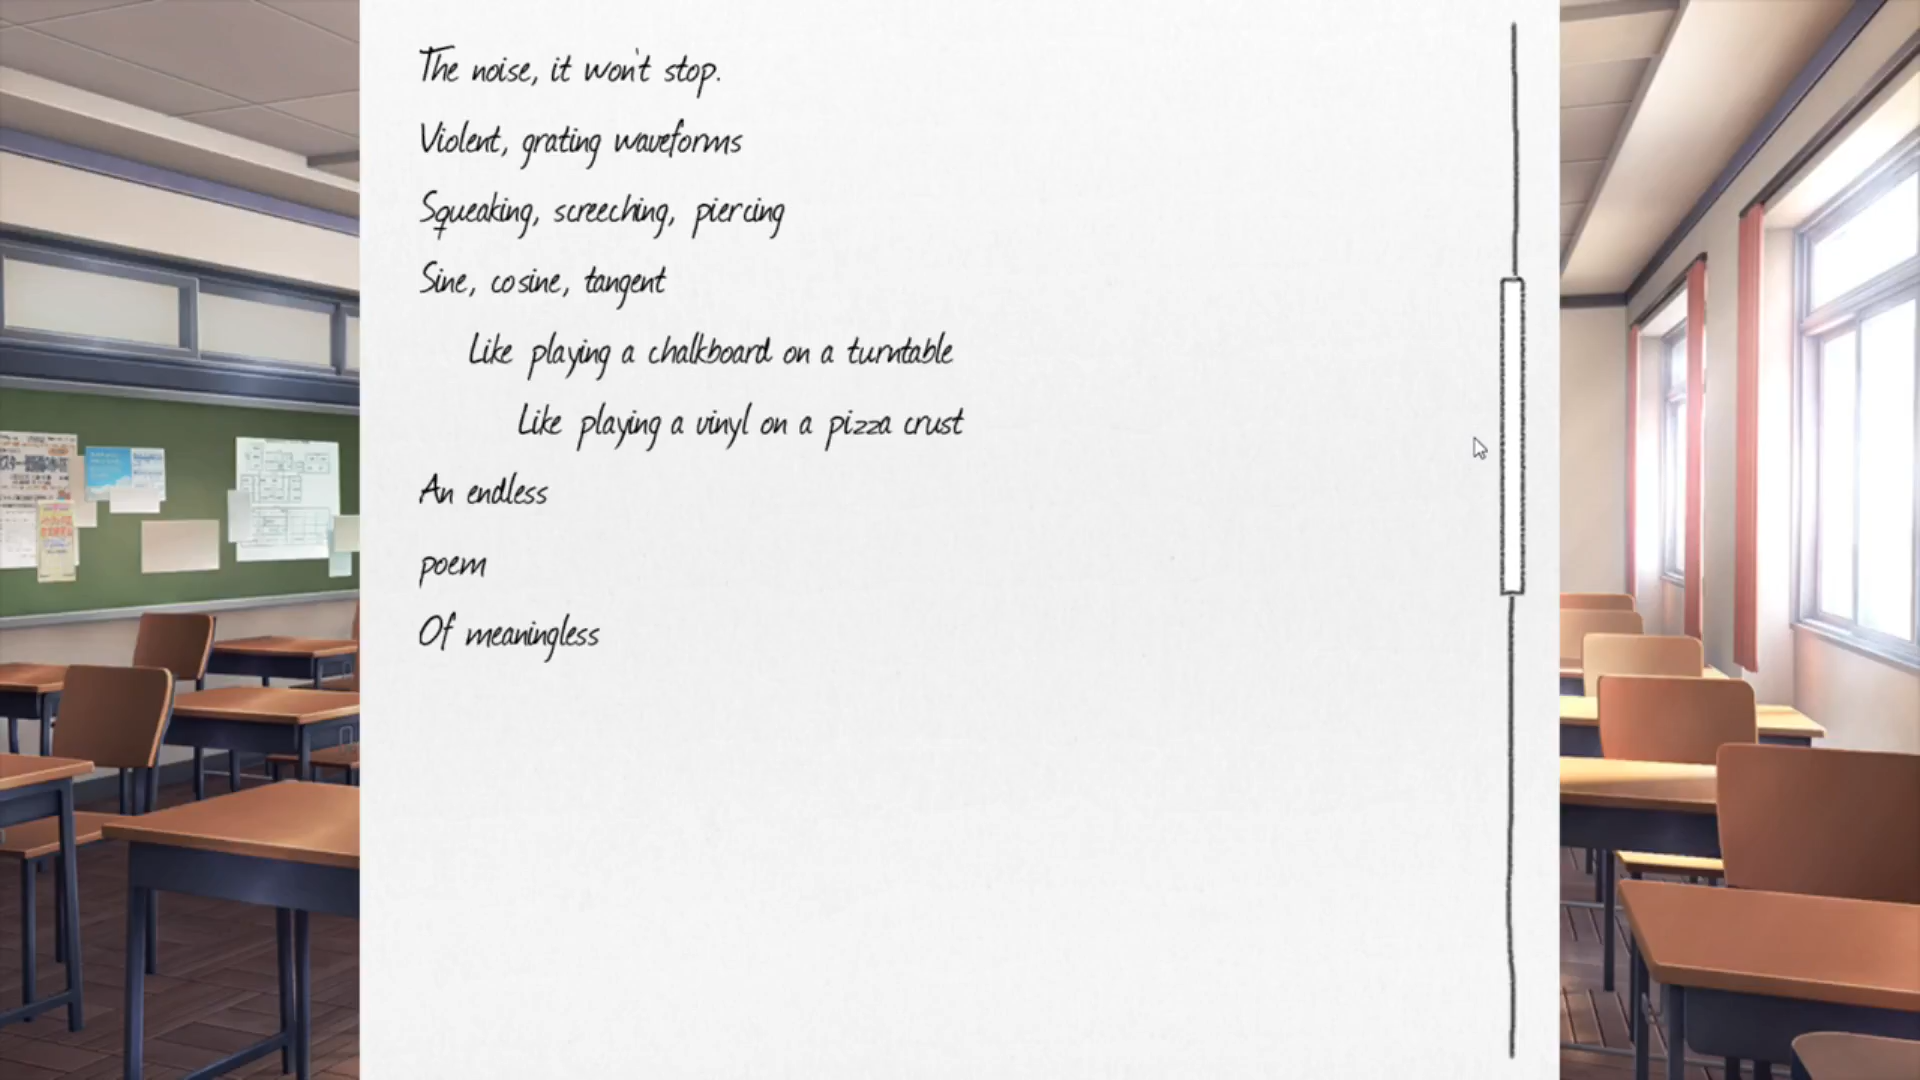 The noise, it won't stop.
Violent, grating waveforms
Squeaking, screeching, piercing
Sine, cosine, tangent
Like playing a chalkboard on a turntable
Like playing a vinyl on a pizza crust
An endless
poem
Of meaningless